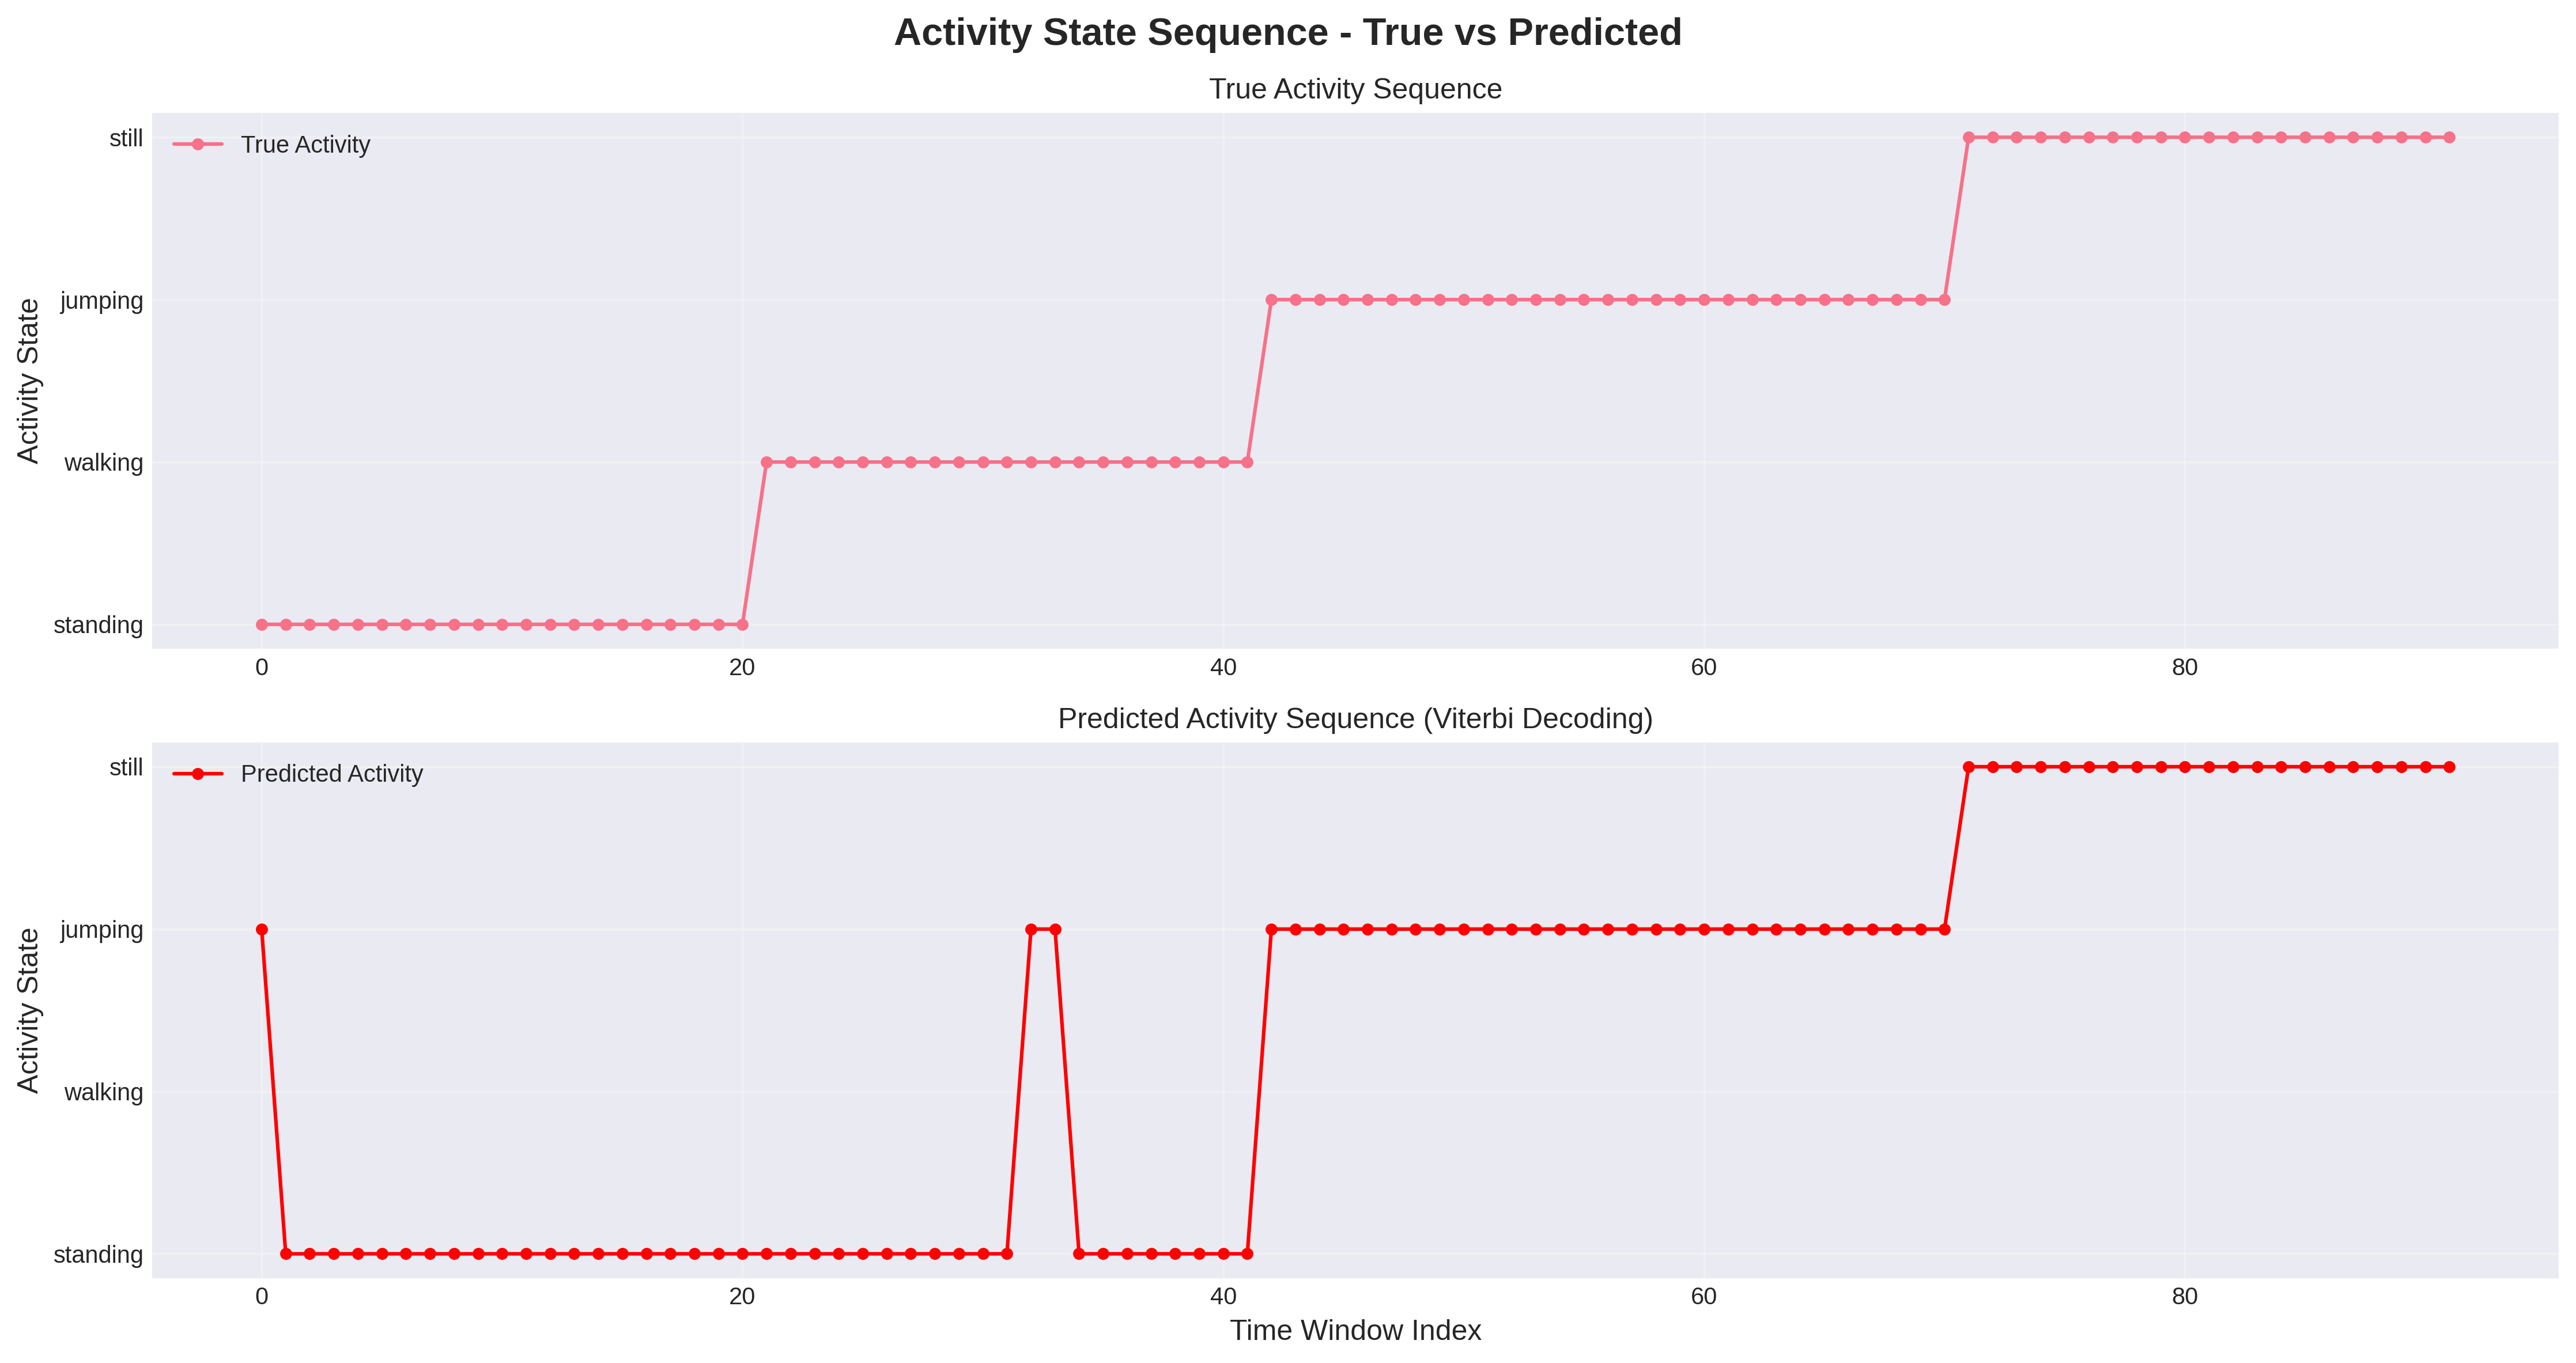 Activity State Sequence - True vs Predicted
True Activity Sequence
True Activity
Activity State
still
jumping
walking
standing
0 20 40 60 80
Predicted Activity Sequence (Viterbi Decoding)
Predicted Activity
Activity State
still
jumping
walking
standing
0 20 40 60 80
Time Window Index